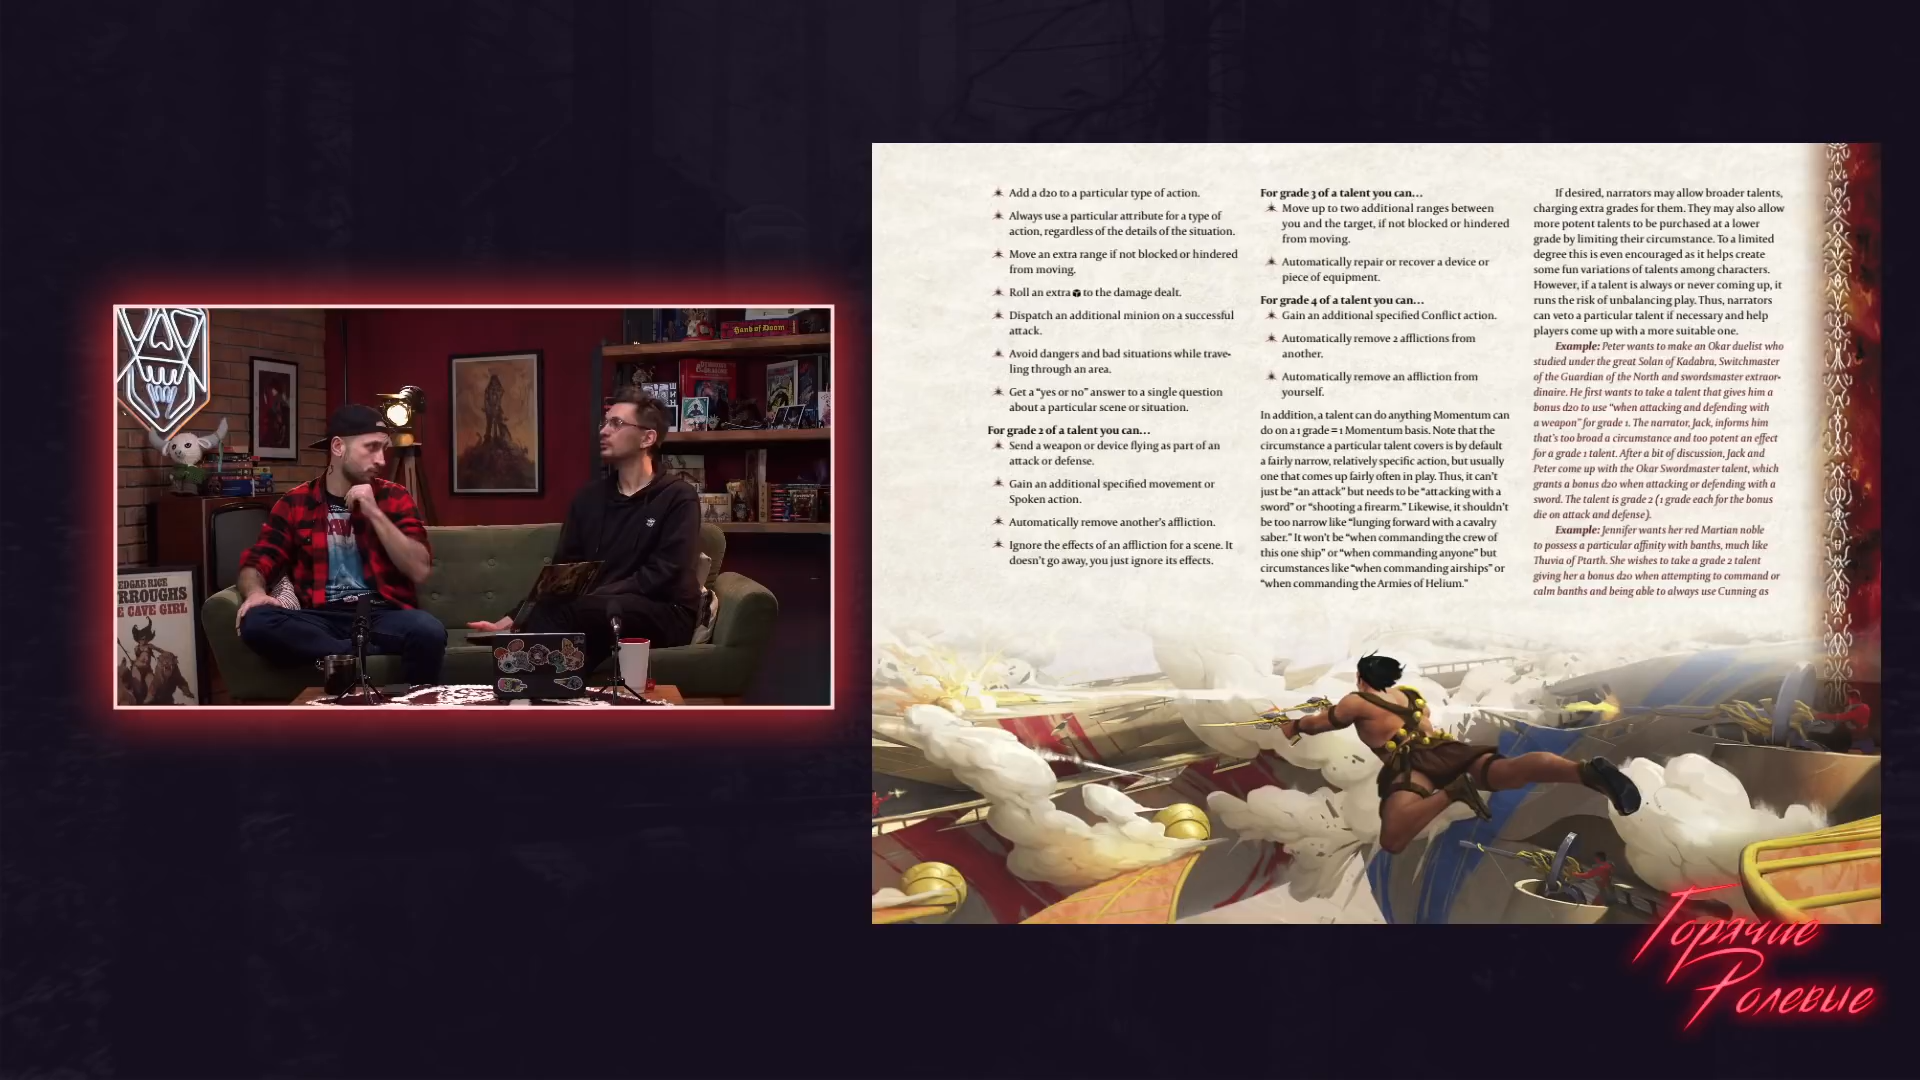 Hand of Doom
EDGAR RICE
BURROUGHS
E CAVE GIRL
Add a d20 to a particular type of action.
Always use a particular attribute for a type of
action, regardless of the details of the situation.
Move an extra range if not blocked or hindered
from moving.
Roll an extra to the damage dealt.
Dispatch an additional minion on a successful
attack.
Avoid dangers and bad situations while trave-
ling through an area.
Get a “yes or no” answer to a single question
about a particular scene or situation.
For grade 2 of a talent you can…
Send a weapon or device flying as part of an
attack or defense.
Gain an additional specified movement or
Spoken action.
Automatically remove another’s affliction.
Ignore the effects of an affliction for a scene. It
doesn’t go away, you just ignore its effects.
For grade 3 of a talent you can…
Move up to two additional ranges between
you and the target, if not blocked or hindered
from moving.
Automatically repair or recover a device or
piece of equipment.
For grade 4 of a talent you can…
Gain an additional specified Conflict action.
Automatically remove 2 afflictions from
another.
Automatically remove an affliction from
yourself.
In addition, a talent can do anything Momentum can
do on a 1 grade = 1 Momentum basis. Note that the
circumstance a particular talent covers is by default
a fairly narrow, relatively specific action, but usually
one that comes up fairly often in play. Thus, it can’t
just be “an attack” but needs to be “attacking with a
sword” or “shooting a firearm.” Likewise, it shouldn’t
be too narrow like “lunging forward with a cavalry
saber.” It won’t be “when commanding the crew of
this one ship” or “when commanding anyone” but
circumstances like “when commanding airships” or
“when commanding the Armies of Helium.”
If desired, narrators may allow broader talents,
charging extra grades for them. They may also allow
more potent talents to be purchased at a lower
grade by limiting their circumstance. To a limited
degree this is even encouraged as it helps create
some fun variations of talents among characters.
However, if a talent is always or never coming up, it
runs the risk of unbalancing play. Thus, narrators
can veto a particular talent if necessary and help
players come up with a more suitable one.
Example: Peter wants to make an Okar duelist who
studied under the great Solan of Kadabra, Switchmaster
of the Guardian of the North and swordsmaster extraor-
dinaire. He first wants to take a talent that gives him a
bonus d20 to use “when attacking and defending with
a weapon” for grade 1. The narrator, Jack, informs him
that’s too broad a circumstance and too potent an effect
for a grade 1 talent. After a bit of discussion, Jack and
Peter come up with the Okar Swordmaster talent, which
grants a bonus d20 when attacking or defending with a
sword. The talent is grade 2 (1 grade each for the bonus
die on attack and defense).
Example: Jennifer wants her red Martian noble
to possess a particular affinity with banths, much like
Thuvia of Ptarth. She wishes to take a grade 2 talent
giving her a bonus d20 when attempting to command or
calm banths and being able to always use Cunning as
Горячие
Ролевые